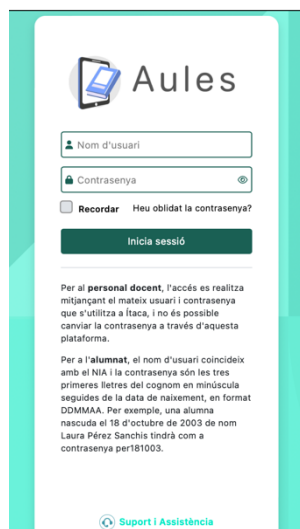 Aules
Nom d'usuari
Contrasenya
Recordar Heu oblidat la contrasenya?
Inicia sessió
Per al personal docent, l'accés es realitza
mitjançant el mateix usuari i contrasenya
que s'utilitza a Ítaca, i no és possible
canviar la contrasenya a través d'aquesta
plataforma.
Per a l'alumnat, el nom d'usuari coincideix
amb el NIA i la contrasenya són les tres
primeres lletres del cognom en minúscula
seguides de la data de naixement, en format
DDMMAA. Per exemple, una alumna
nascuda el 18 d'octubre de 2003 de nom
Laura Pérez Sanchis tindrà com a
contrasenya per181003.
Suport i Assistència